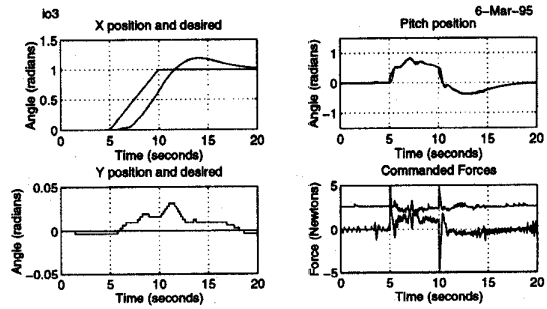 io3
6-Mar-95
X position and desired
Angle (radians)
1.5
1
0.5
0
0 5 10 15 20
Time (seconds)
Pitch position
Angle (radians)
1
0
-1
0 5 10 15 20
Time (seconds)
Y position and desired
Angle (radians)
0.05
0
-0.05
0 5 10 15 20
Time (seconds)
Commanded Forces
Force (Newtons)
5
0
-5
0 5 10 15 20
Time (seconds)